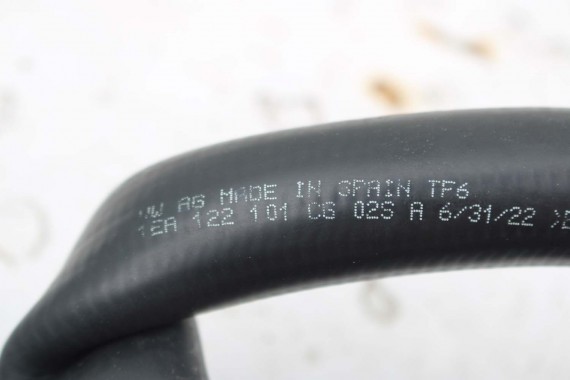 VW AG MADE IN SPAIN TP6
1EA 122 101 CG 02S A 6/31/22